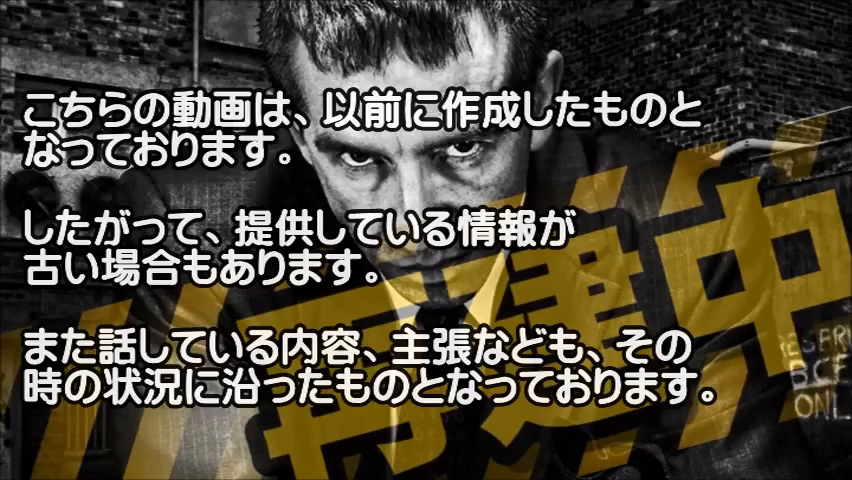 こちらの動画は、以前に作成したものと
なっております。
したがって、提供している情報が
古い場合もあります。
また話している内容、主張なども、その
時の状況に沿ったものとなっております。
再建中
ONL